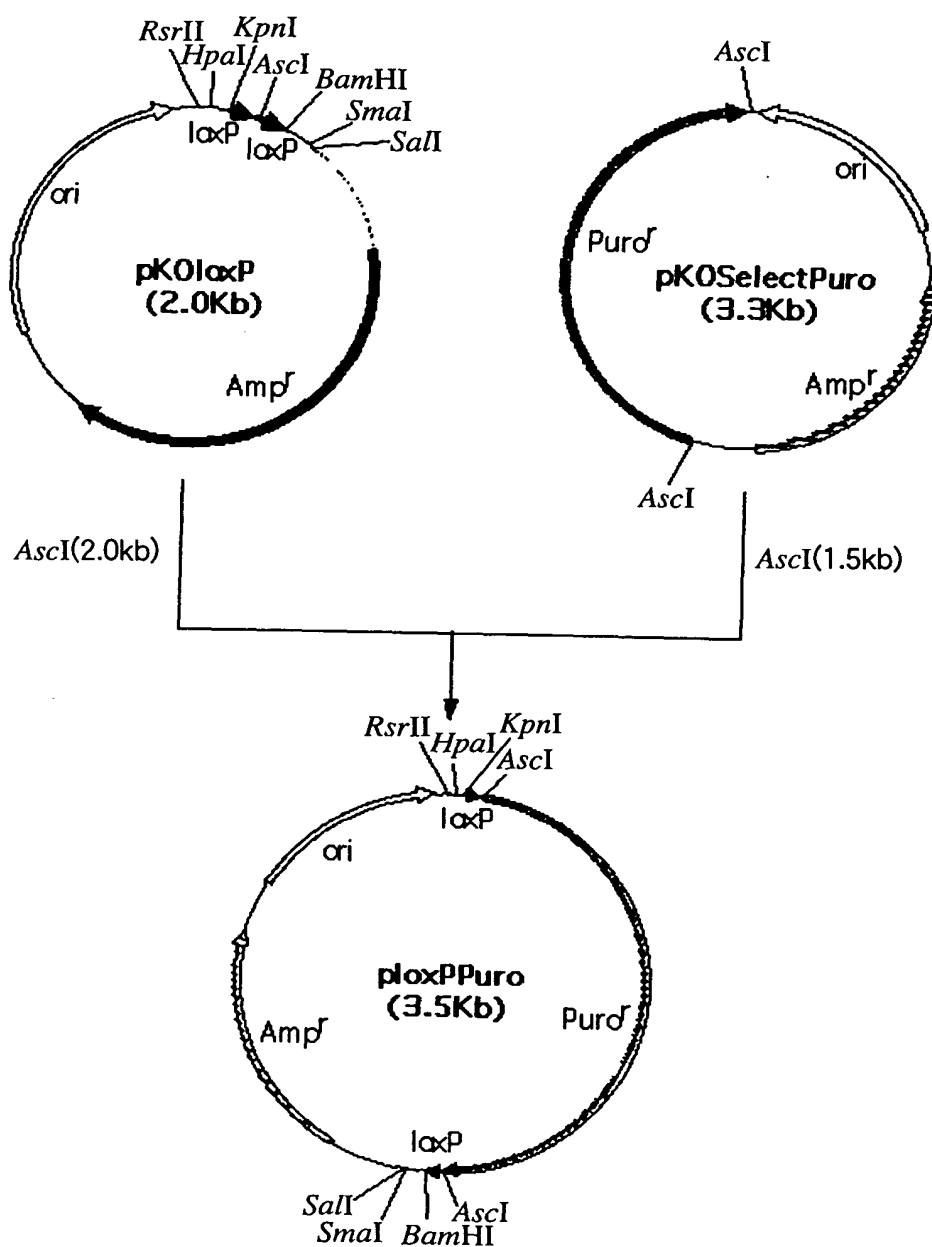 RsrII
HpaI
KpnI
AscI
BamHI
SmaI
SalI
loxP
loxP
ori
pKOloxP
(2.0Kb)
Ampr
AscI
ori
Puror
pKOSelectPuro
(3.3Kb)
Ampr
AscI
AscI(2.0kb)
AscI(1.5kb)
RsrII
HpaI
KpnI
AscI
loxP
ori
ploxPPuro
(3.5Kb)
Ampr
Puror
loxP
SalI
SmaI
BamHI
AscI